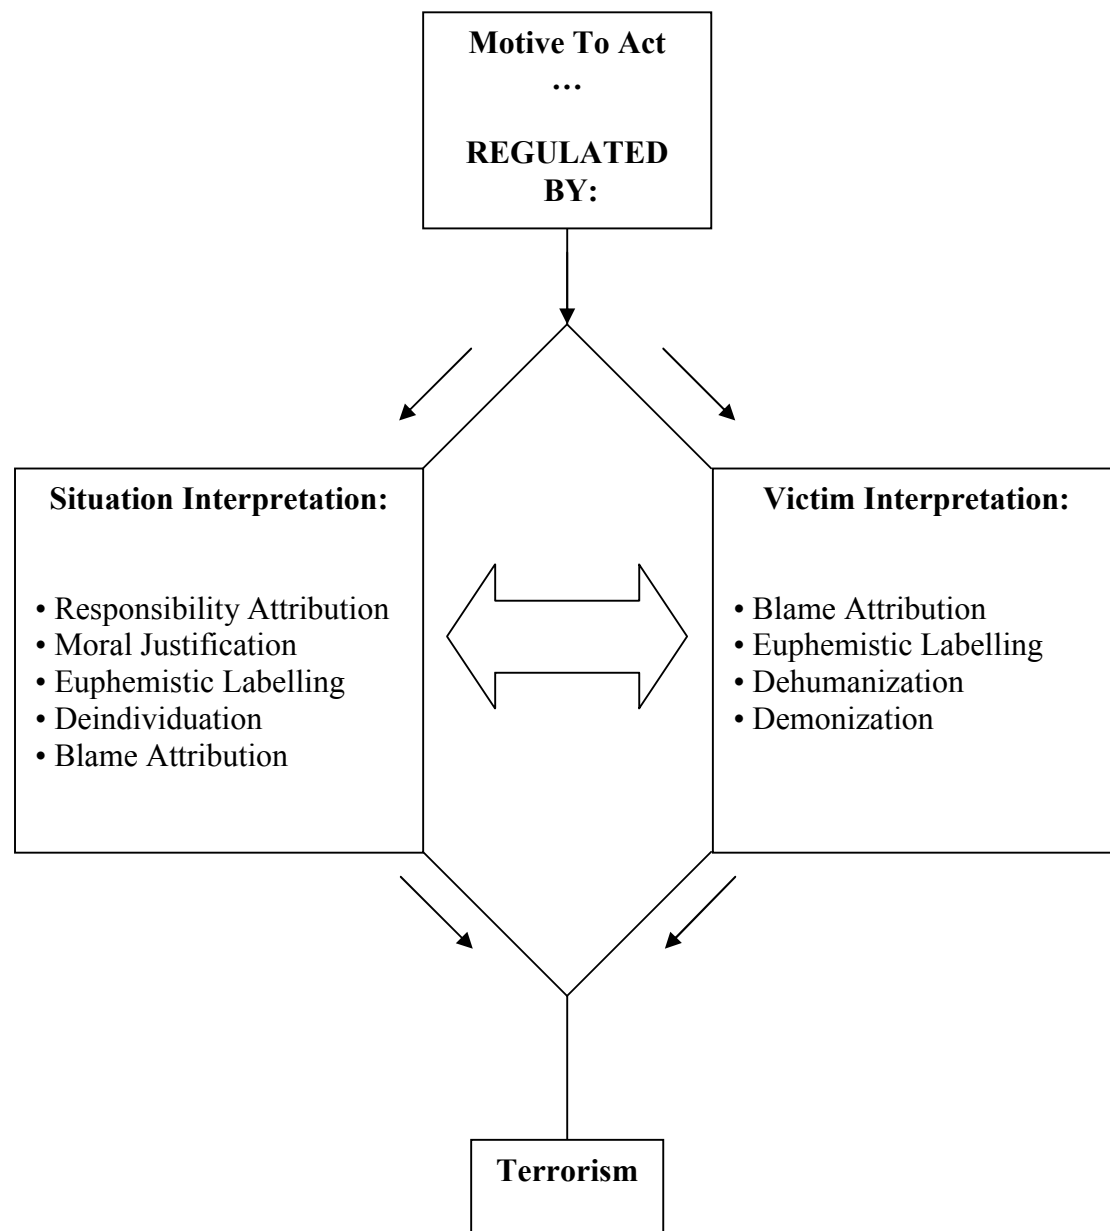 Motive To Act
…
REGULATED
BY:
Situation Interpretation:
• Responsibility Attribution
• Moral Justification
• Euphemistic Labelling
• Deindividuation
• Blame Attribution
Victim Interpretation:
• Blame Attribution
• Euphemistic Labelling
• Dehumanization
• Demonization
Terrorism